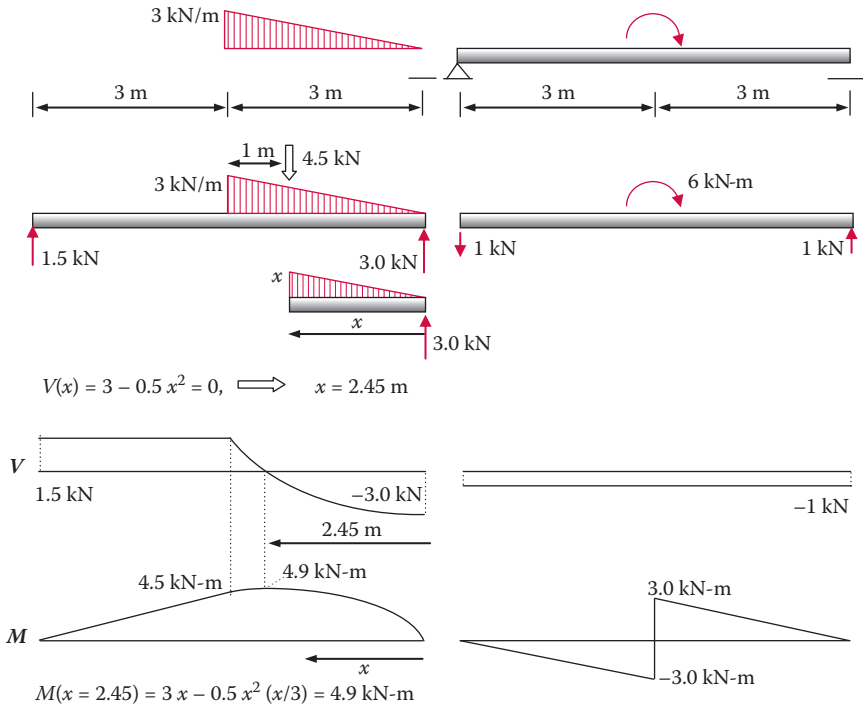 3 kN/m
3 m 3 m 3 m 3 m
1 m
4.5 kN
3 kN/m
6 kN-m
1.5 kN
3.0 kN
1 kN
1 kN
x
x
3.0 kN
V(x) = 3 – 0.5 x² = 0, x = 2.45 m
V
1.5 kN
–3.0 kN
–1 kN
2.45 m
4.5 kN-m
4.9 kN-m
3.0 kN-m
M
x
–3.0 kN-m
M(x = 2.45) = 3 x – 0.5 x² (x/3) = 4.9 kN-m